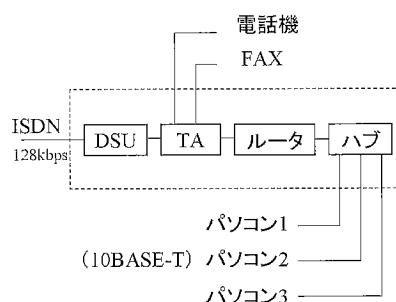 電話機
FAX
ISDN
128kbps
DSU
TA
ルータ
ハブ
パソコン1
(10BASE-T) パソコン2
パソコン3